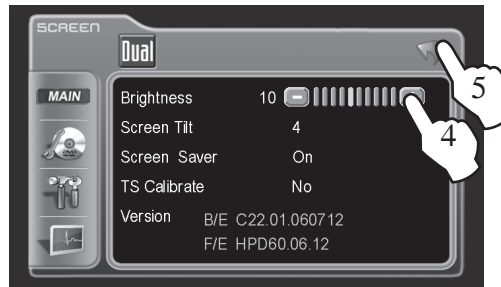 SCREEN
Dual
5
MAIN
Brightness 10 −
4
Screen Tilt 4
Screen Saver On
TS Calibrate No
Version B/E C22.01.060712
F/E HPD60.06.12